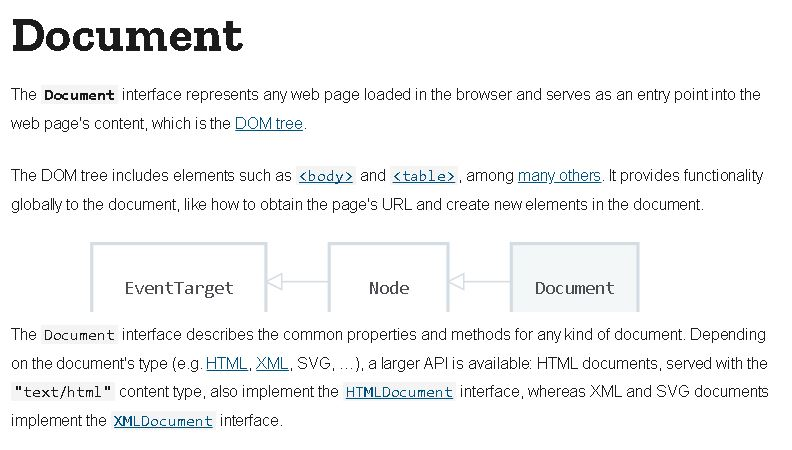 Document
The Document interface represents any web page loaded in the browser and serves as an entry point into the
web page's content, which is the DOM tree.
The DOM tree includes elements such as <body> and <table>, among many others. It provides functionality
globally to the document, like how to obtain the page's URL and create new elements in the document.
EventTarget Node Document
The Document interface describes the common properties and methods for any kind of document. Depending
on the document's type (e.g. HTML, XML, SVG, …), a larger API is available: HTML documents, served with the
"text/html" content type, also implement the HTMLDocument interface, whereas XML and SVG documents
implement the XMLDocument interface.